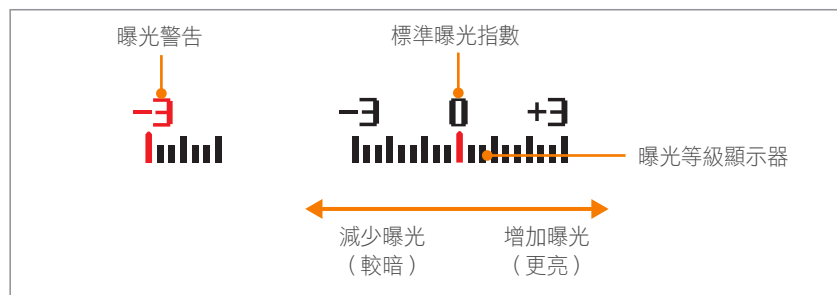 曝光警告
標準曝光指數
-3
-3 0 +3
曝光等級顯示器
減少曝光
（較暗）
增加曝光
（更亮）